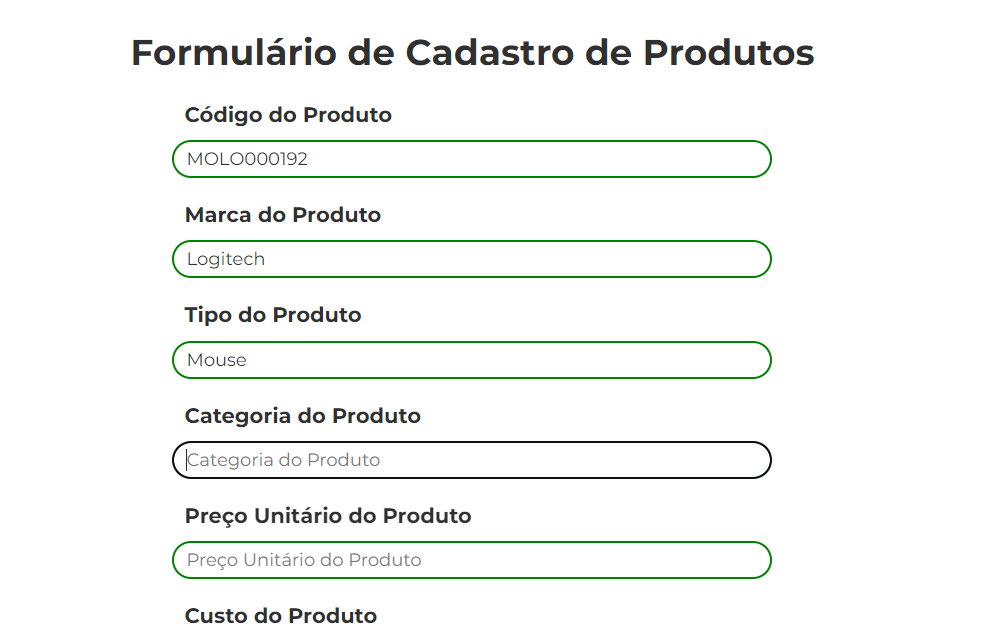 Formulário de Cadastro de Produtos
Código do Produto
MOLO000192
Marca do Produto
Logitech
Tipo do Produto
Mouse
Categoria do Produto
Categoria do Produto
Preço Unitário do Produto
Preço Unitário do Produto
Custo do Produto